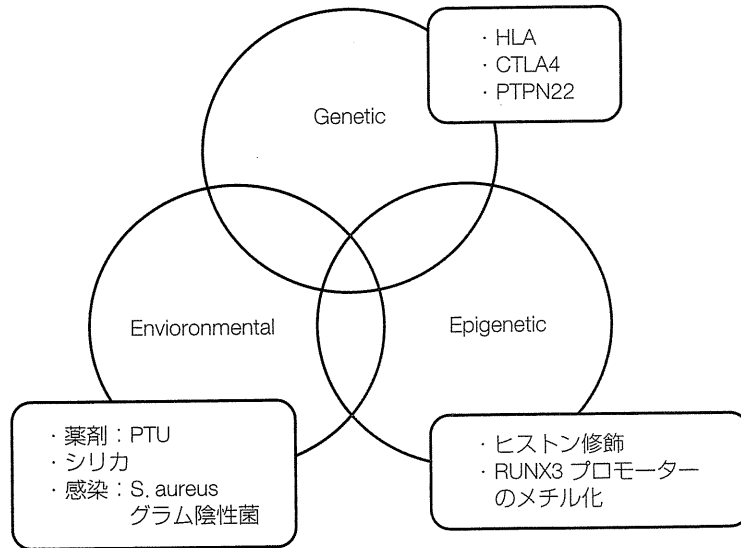 ・HLA
・CTLA4
・PTPN22
Genetic
Envioronmental
Epigenetic
・薬剤：PTU
・シリカ
・感染：S. aureus
グラム陰性菌
・ヒストン修飾
・RUNX3 プロモーター
のメチル化